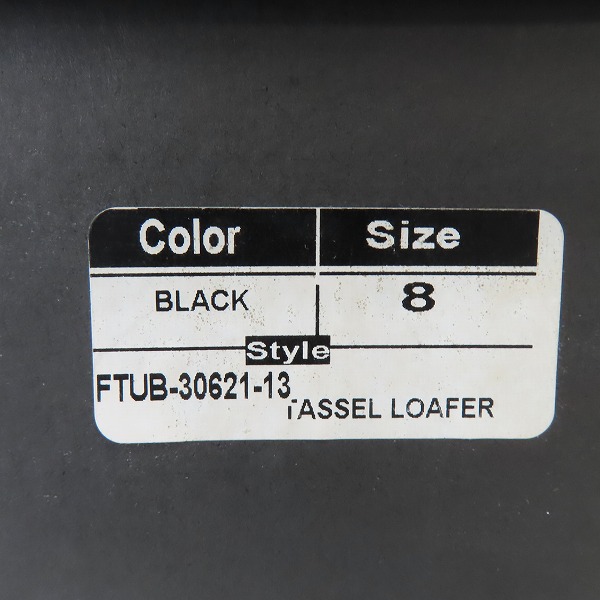 Color Size
BLACK 8
Style
FTUB-30621-13
TASSEL LOAFER